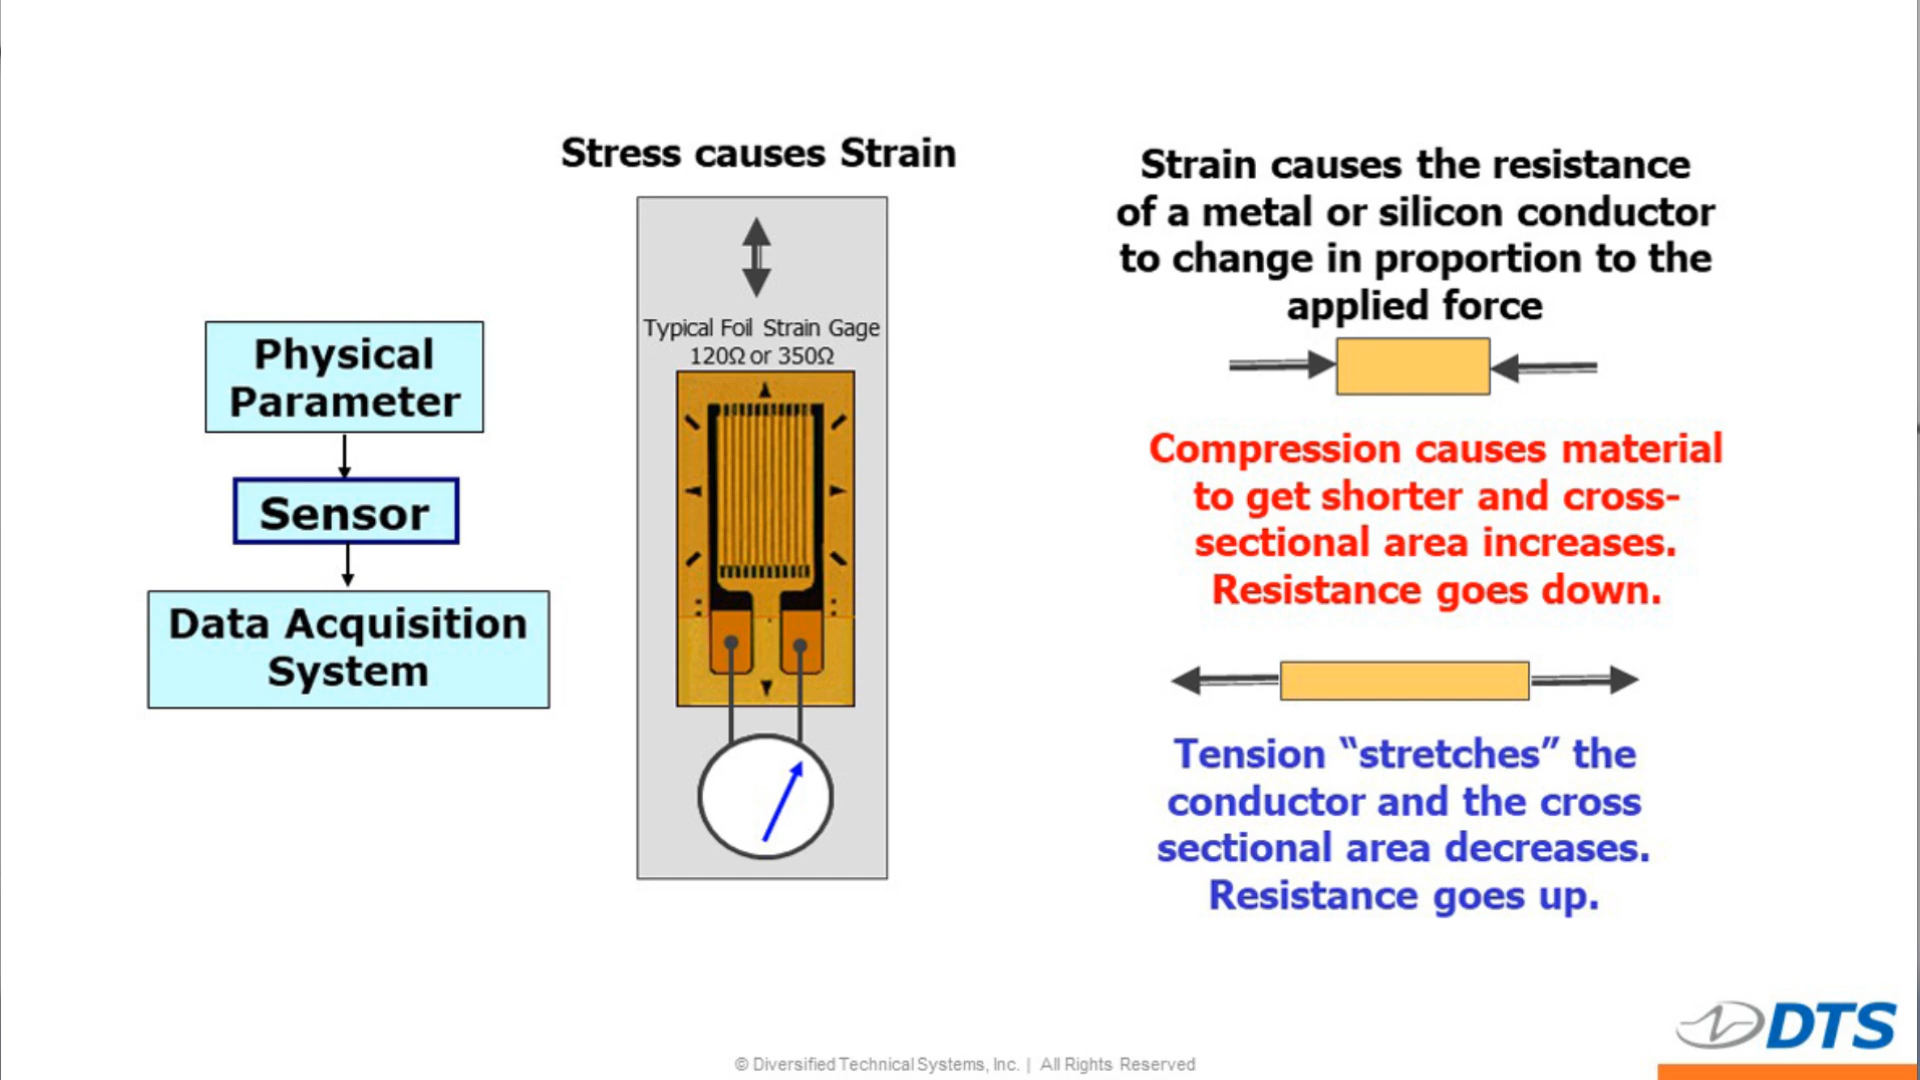 Stress causes Strain
Physical
Parameter
Sensor
Data Acquisition
System
Typical Foil Strain Gage
120Ω or 350Ω
Strain causes the resistance
of a metal or silicon conductor
to change in proportion to the
applied force
Compression causes material
to get shorter and cross-
sectional area increases.
Resistance goes down.
Tension “stretches” the
conductor and the cross
sectional area decreases.
Resistance goes up.
DTS
© Diversified Technical Systems, Inc. | All Rights Reserved